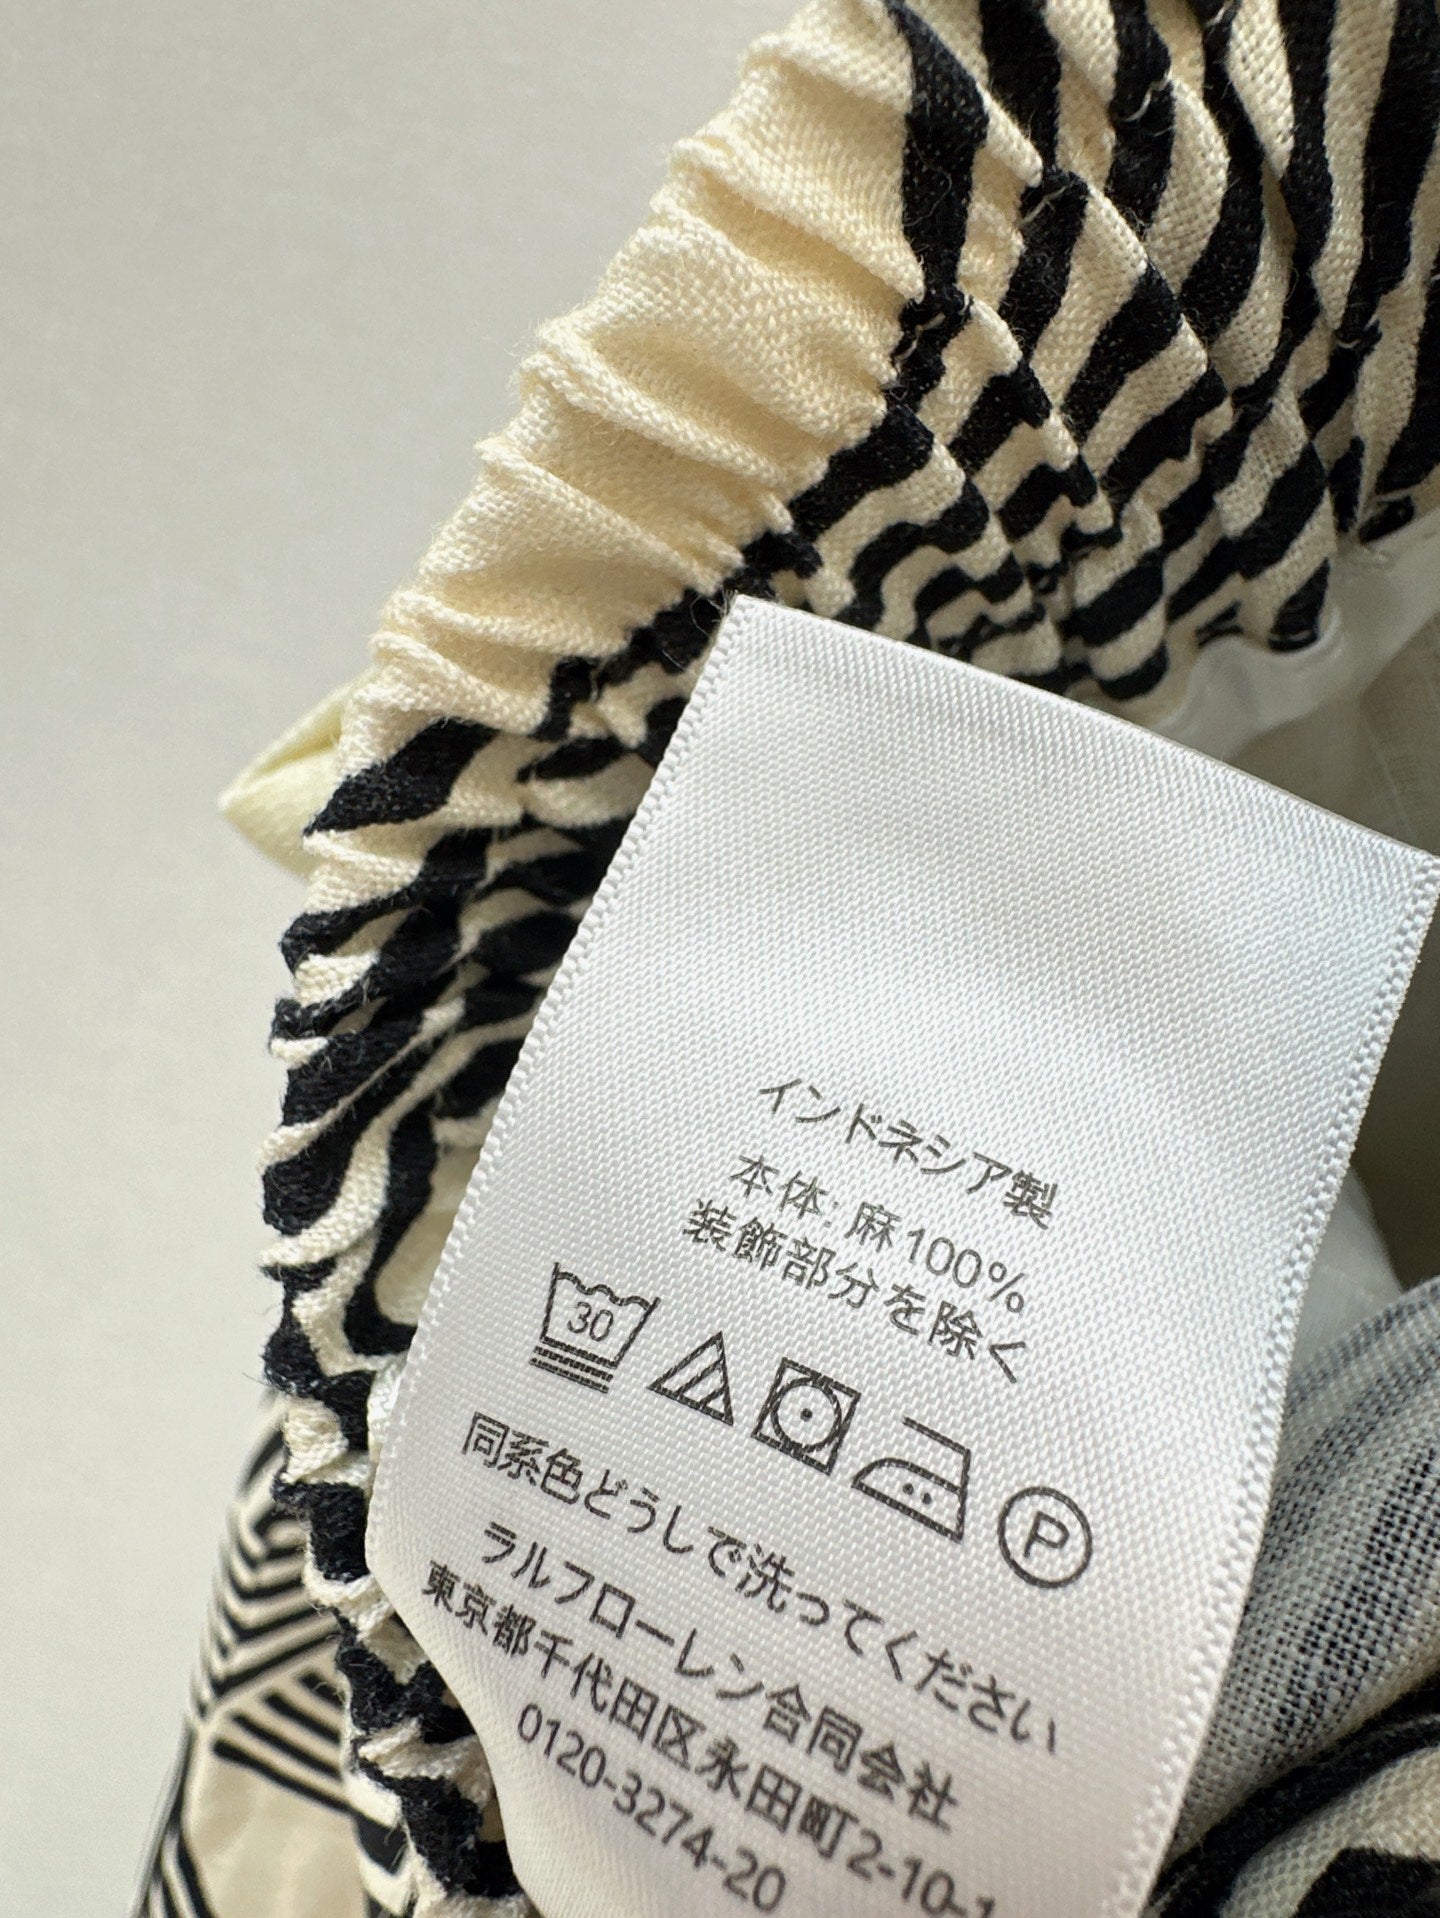 インドネシア製
本体: 麻100%
装飾部分を除く
30
P
同系色どうしで洗ってください
ラルフローレン合同会社
東京都千代田区永田町2-10-1
0120-3274-20